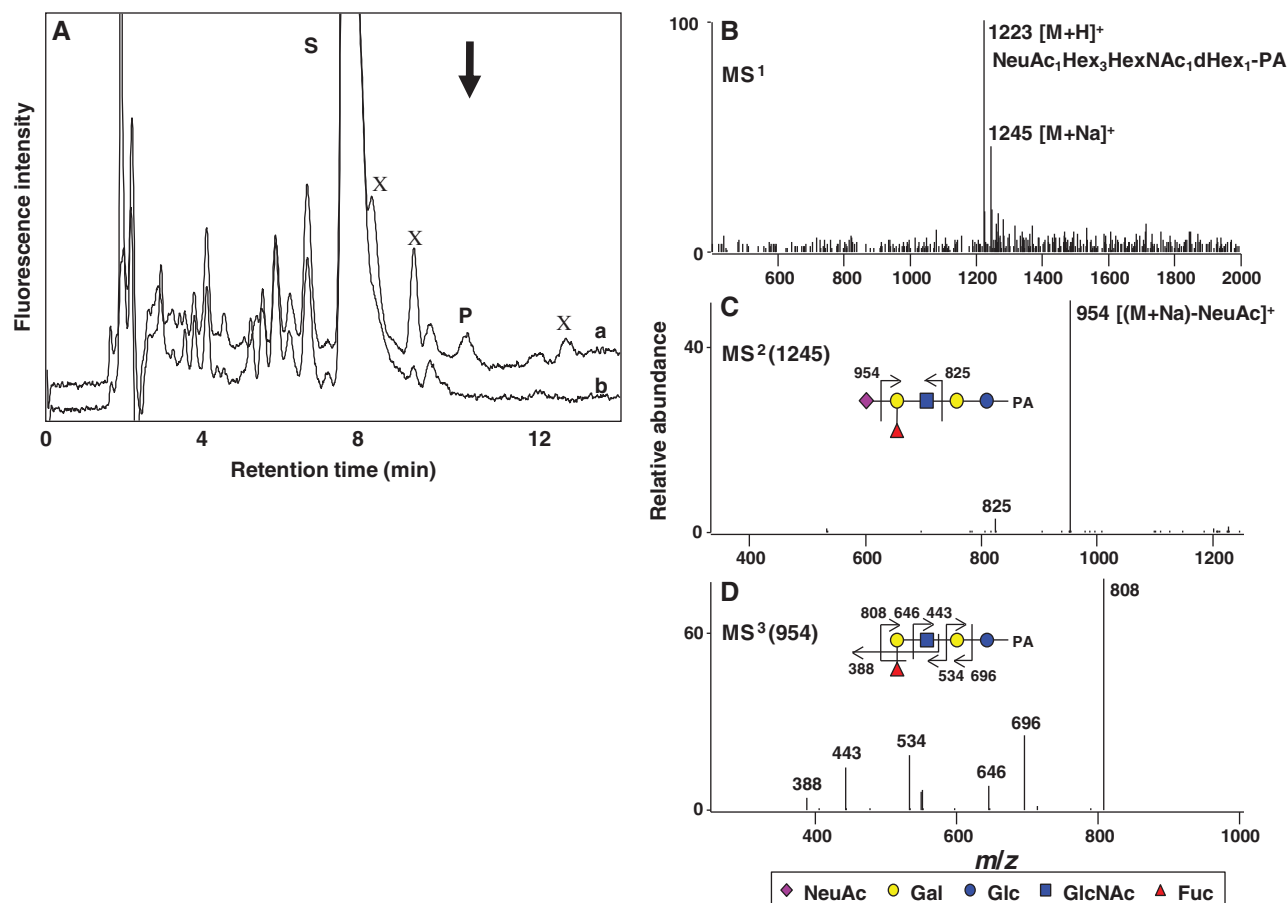 A
S
X
X
P
X
a
b
Fluorescence intensity
0 4 8 12
Retention time (min)
B
MS¹
100
0
1223 [M+H]⁺
NeuAc₁Hex₃HexNAc₁dHex₁-PA
1245 [M+Na]⁺
600 800 1000 1200 1400 1600 1800 2000
C
MS²(1245)
40
0
954 [(M+Na)-NeuAc]⁺
954 825
PA
825
400 600 800 1000 1200
Relative abundance
D
MS³(954)
60
0
808 646 443
PA
388
534 696
808
388
443
534
646
696
400 600 800 1000
m/z
NeuAc Gal Glc GlcNAc Fuc